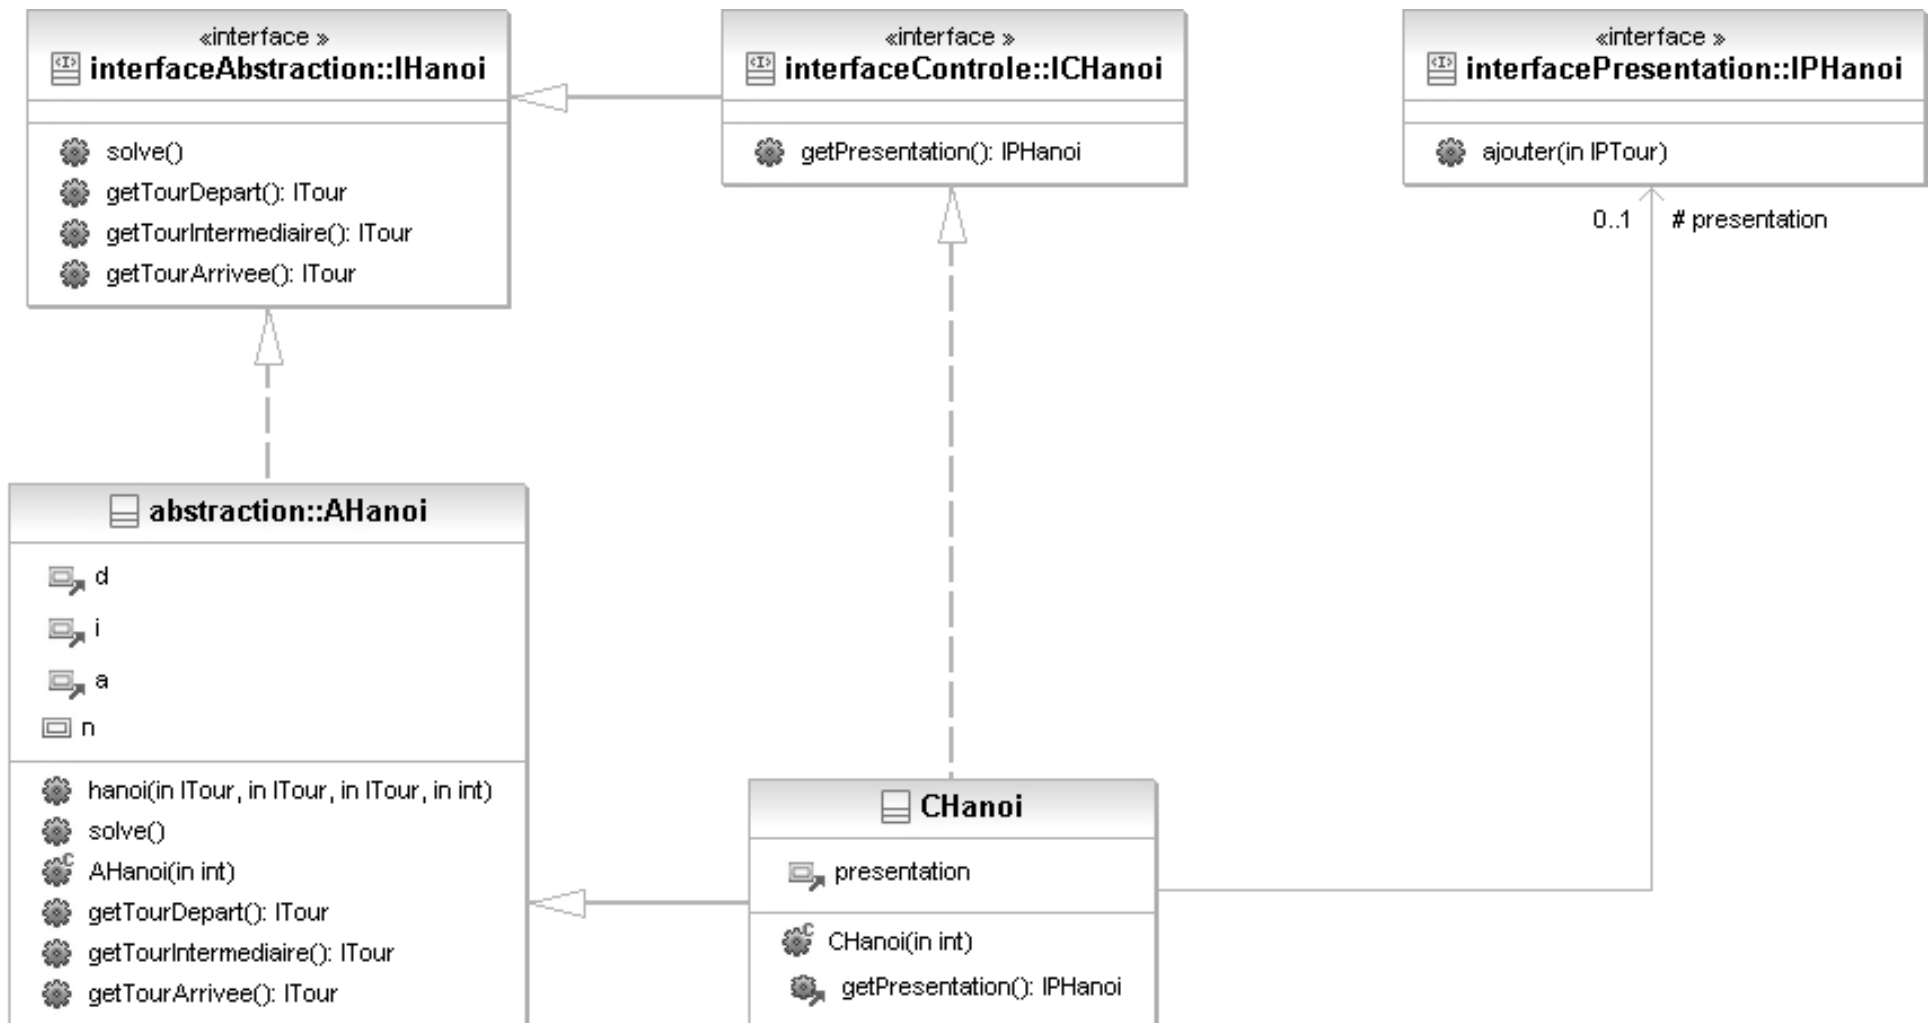 «interface »
interfaceAbstraction::IHanoi
solve()
getTourDepart(): ITour
getTourIntermediaire(): ITour
getTourArrivee(): ITour
«interface »
interfaceControle::ICHanoi
getPresentation(): IPHanoi
«interface »
interfacePresentation::IPHanoi
ajouter(in IPTour)
0..1 # presentation
abstraction::AHanoi
d
i
a
n
hanoi(in ITour, in ITour, in ITour, in int)
solve()
AHanoi(in int)
getTourDepart(): ITour
getTourIntermediaire(): ITour
getTourArrivee(): ITour
CHanoi
presentation
CHanoi(in int)
getPresentation(): IPHanoi